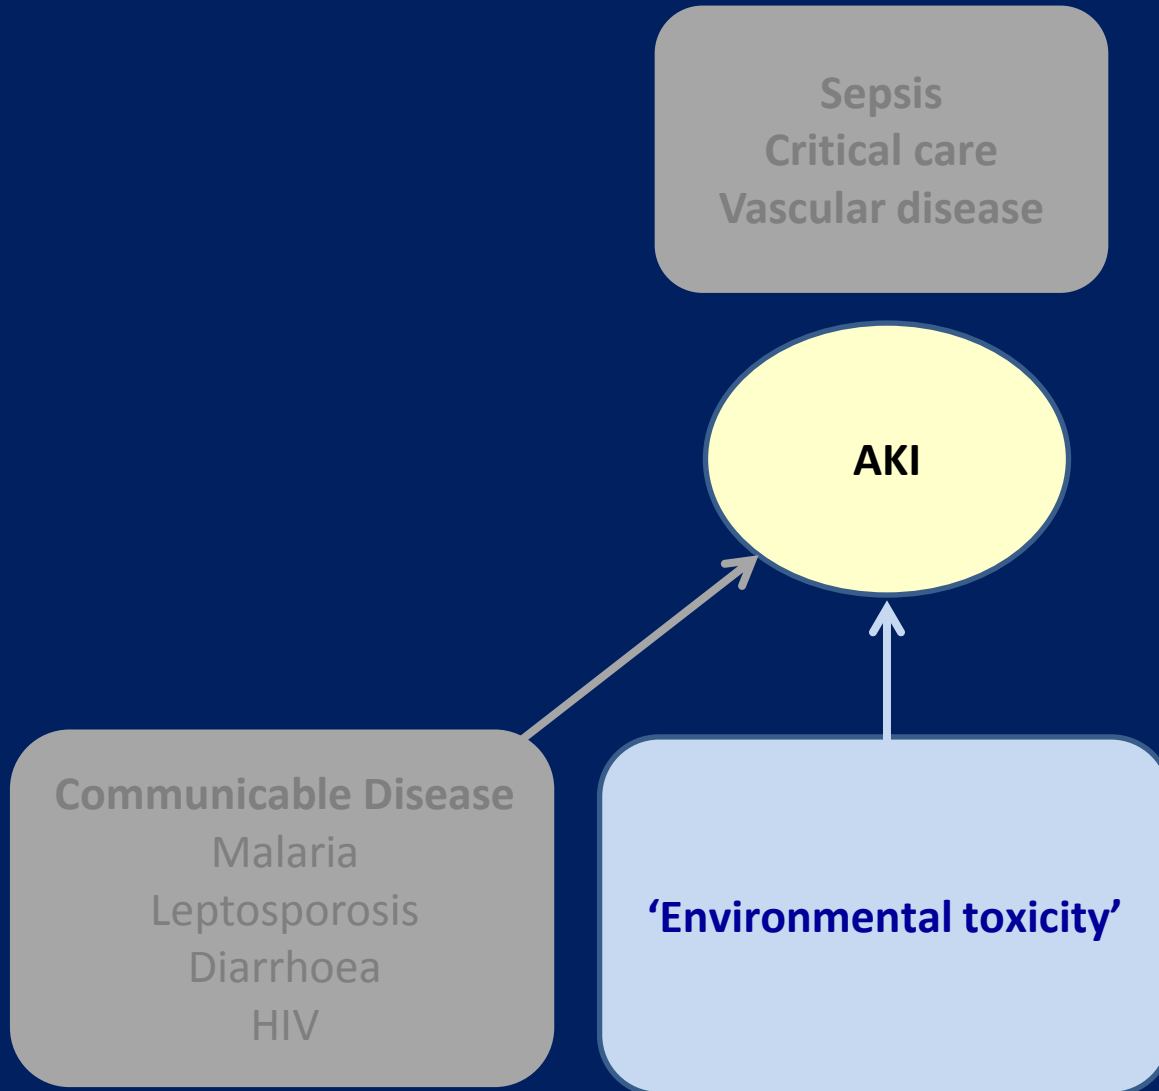 Sepsis
Critical care
Vascular disease
AKI
Communicable Disease
Malaria
Leptosporosis
Diarrhoea
HIV
‘Environmental toxicity’